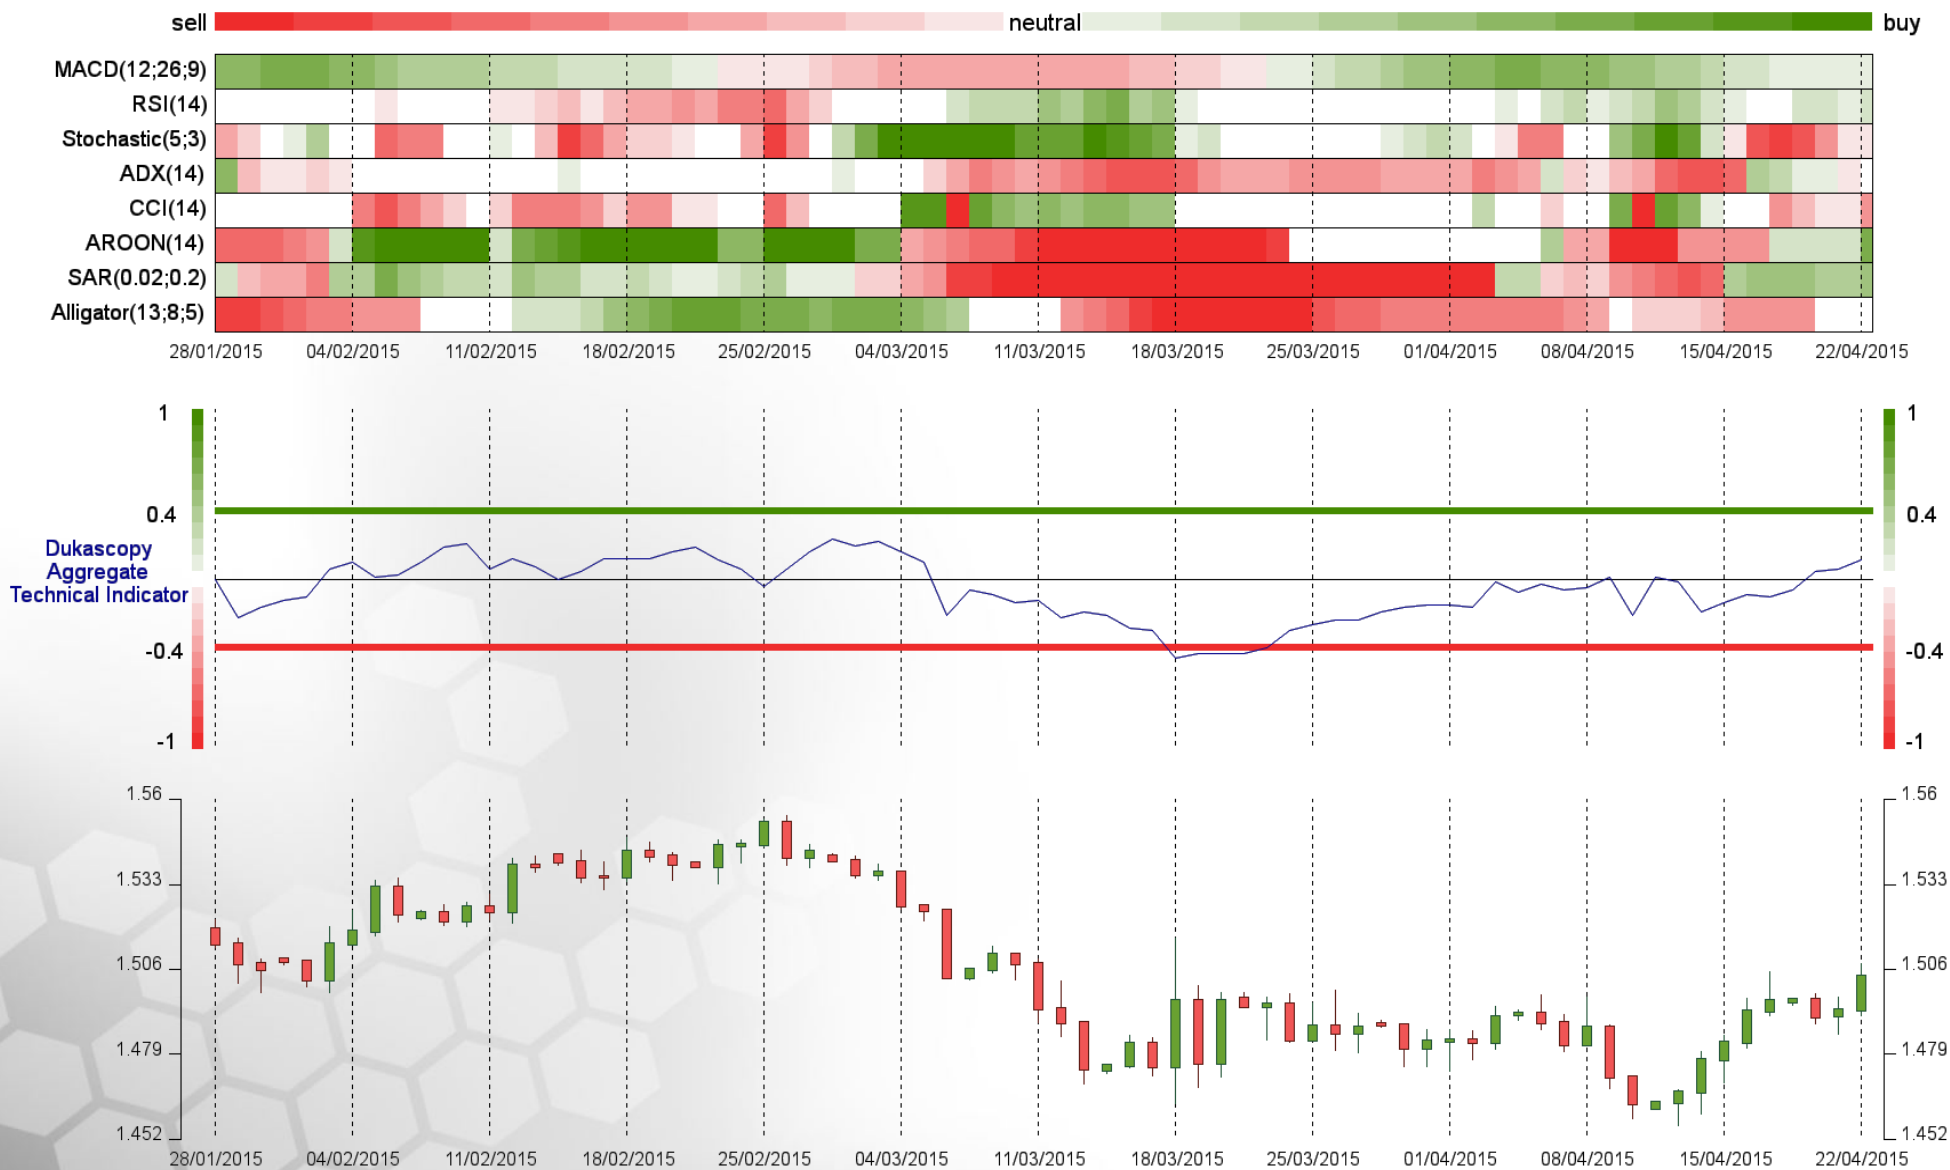 sell neutral buy
MACD(12;26;9)
RSI(14)
Stochastic(5;3)
ADX(14)
CCI(14)
AROON(14)
SAR(0.02;0.2)
Alligator(13;8;5)
28/01/2015 04/02/2015 11/02/2015 18/02/2015 25/02/2015 04/03/2015 11/03/2015 18/03/2015 25/03/2015 01/04/2015 08/04/2015 15/04/2015 22/04/2015
1 1
0.4 0.4
Dukascopy
Aggregate
Technical Indicator
-0.4 -0.4
-1 -1
1.56 1.56
1.533 1.533
1.506 1.506
1.479 1.479
1.452 1.452
28/01/2015 04/02/2015 11/02/2015 18/02/2015 25/02/2015 04/03/2015 11/03/2015 18/03/2015 25/03/2015 01/04/2015 08/04/2015 15/04/2015 22/04/2015